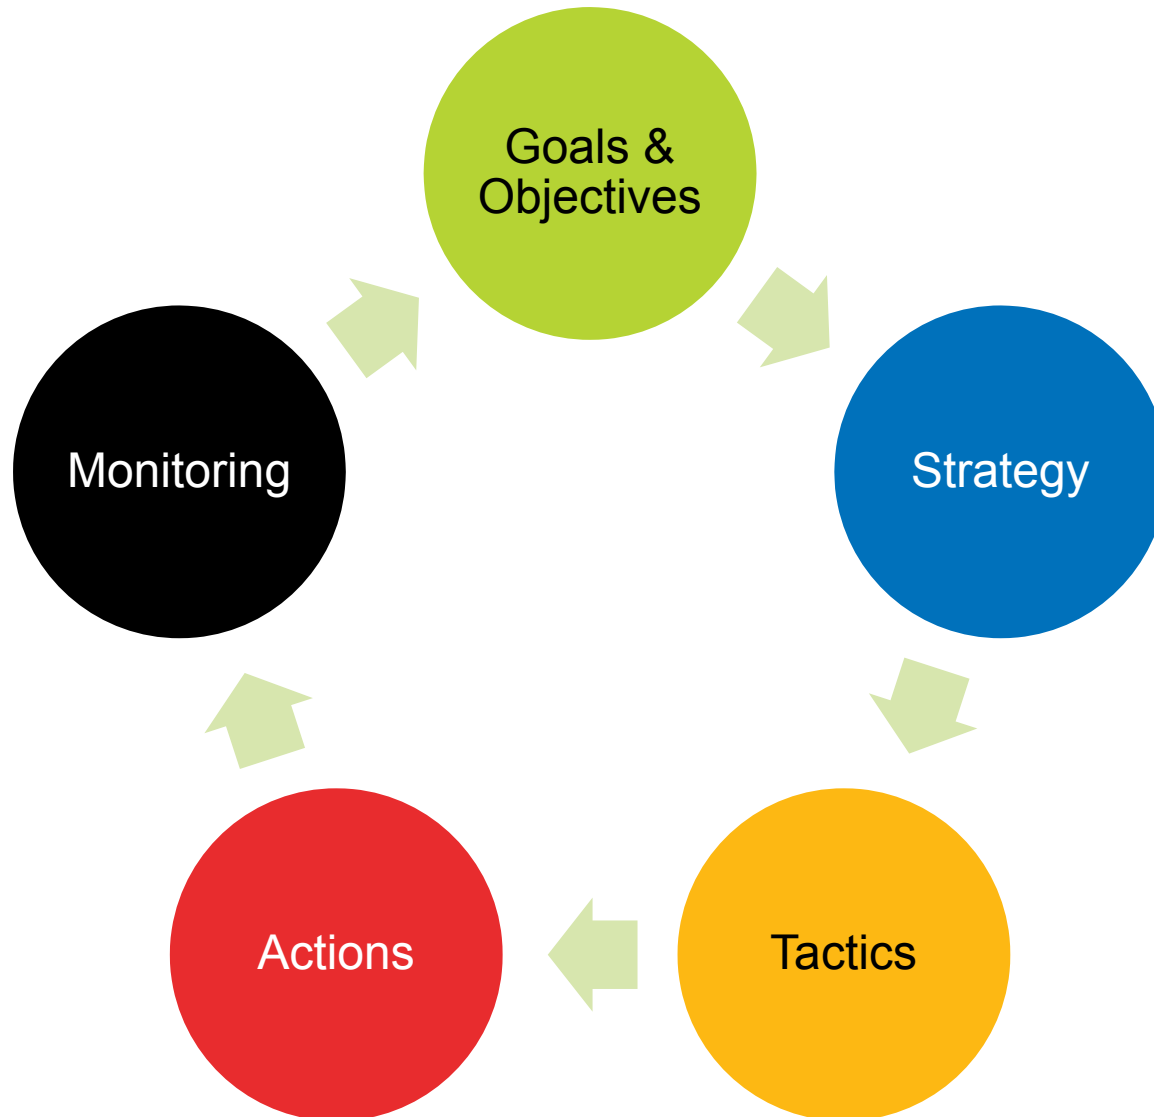 Goals &
Objectives
Strategy
Tactics
Actions
Monitoring